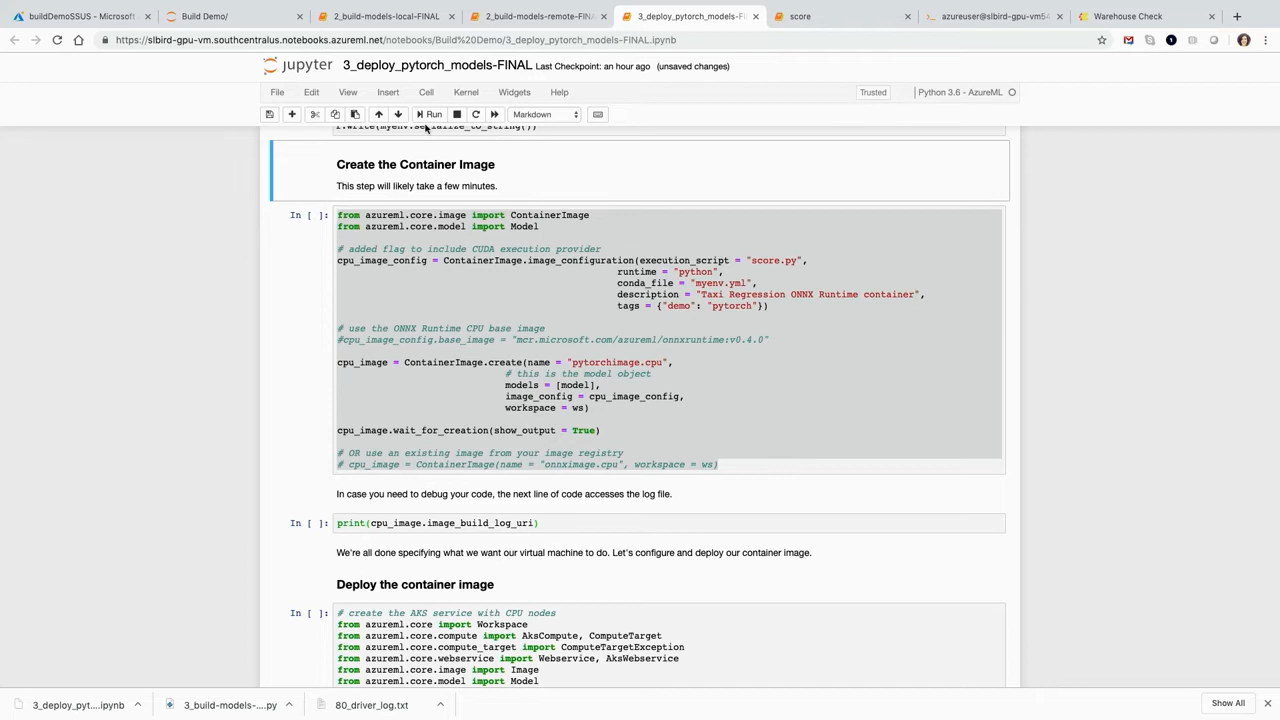 buildDemoSSUS - Microsoft
Build Demo/
2_build-models-local-FINAL
2_build-models-remote-FINAL
3_deploy_pytorch_models-FI
score
azureuser@slbird-gpu-vm54
Warehouse Check
https://slbird-gpu-vm.southcentralus.notebooks.azureml.net/notebooks/Build%20Demo/3_deploy_pytorch_models-FINAL.ipynb
jupyter 3_deploy_pytorch_models-FINAL Last Checkpoint: an hour ago (unsaved changes)
File Edit View Insert Cell Kernel Widgets Help Trusted Python 3.6 - AzureML
Run Markdown
f.write(myenv.serialize_to_string())
Create the Container Image
This step will likely take a few minutes.
In [ ]: from azureml.core.image import ContainerImage
from azureml.core.model import Model
# added flag to include CUDA execution provider
cpu_image_config = ContainerImage.image_configuration(execution_script = "score.py",
runtime = "python",
conda_file = "myenv.yml",
description = "Taxi Regression ONNX Runtime container",
tags = {"demo": "pytorch"})
# use the ONNX Runtime CPU base image
#cpu_image_config.base_image = "mcr.microsoft.com/azureml/onnxruntime:v0.4.0"
cpu_image = ContainerImage.create(name = "pytorchimage.cpu",
# this is the model object
models = [model],
image_config = cpu_image_config,
workspace = ws)
cpu_image.wait_for_creation(show_output = True)
# OR use an existing image from your image registry
# cpu_image = ContainerImage(name = "onnximage.cpu", workspace = ws)
In case you need to debug your code, the next line of code accesses the log file.
In [ ]: print(cpu_image.image_build_log_uri)
We're all done specifying what we want our virtual machine to do. Let's configure and deploy our container image.
Deploy the container image
In [ ]: # create the AKS service with CPU nodes
from azureml.core import Workspace
from azureml.core.compute import AksCompute, ComputeTarget
from azureml.core.compute_target import ComputeTargetException
from azureml.core.webservice import Webservice, AksWebservice
from azureml.core.image import Image
from azureml.core.model import Model
3_deploy_pyt....ipynb
3_build-models-....py
80_driver_log.txt
Show All